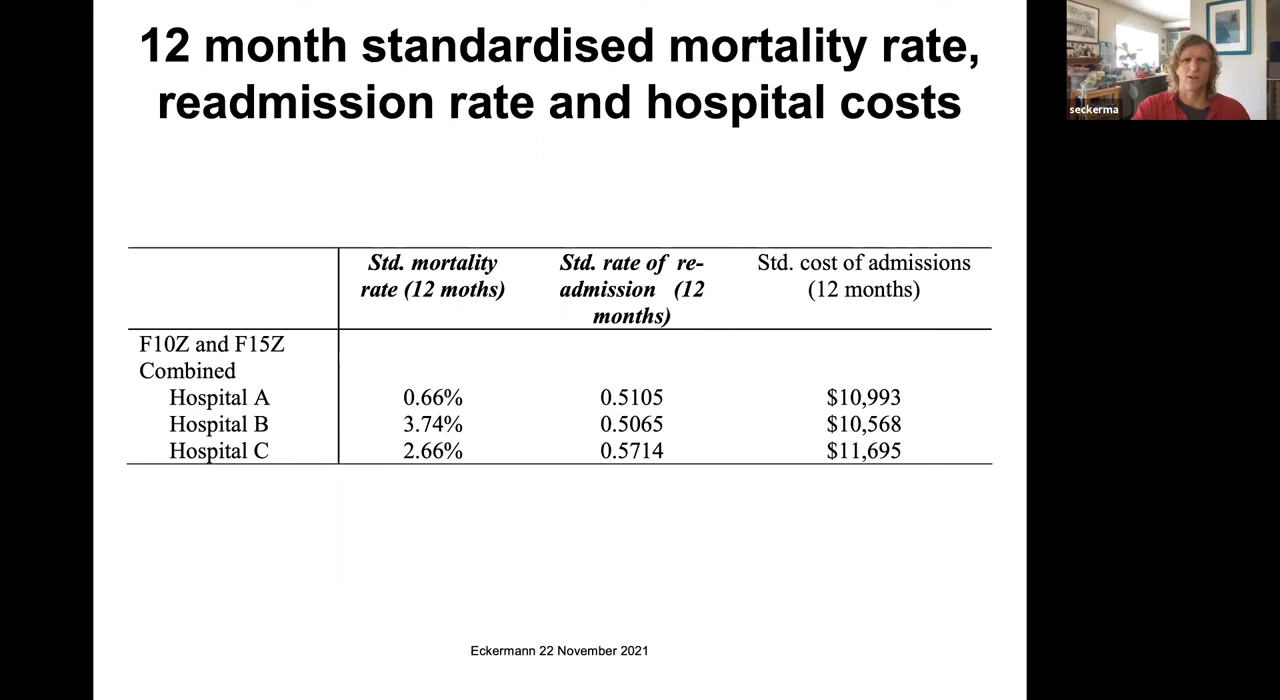 12 month standardised mortality rate,
readmission rate and hospital costs
seckerma
Std. mortality
rate (12 moths)
Std. rate of re-
admission (12
months)
Std. cost of admissions
(12 months)
F10Z and F15Z
Combined
Hospital A 0.66% 0.5105 $10,993
Hospital B 3.74% 0.5065 $10,568
Hospital C 2.66% 0.5714 $11,695
Eckermann 22 November 2021